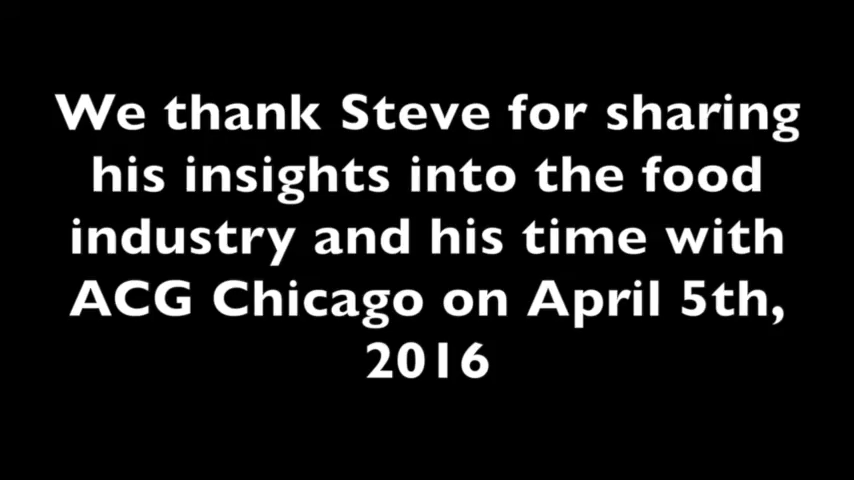 We thank Steve for sharing
his insights into the food
industry and his time with
ACG Chicago on April 5th,
2016